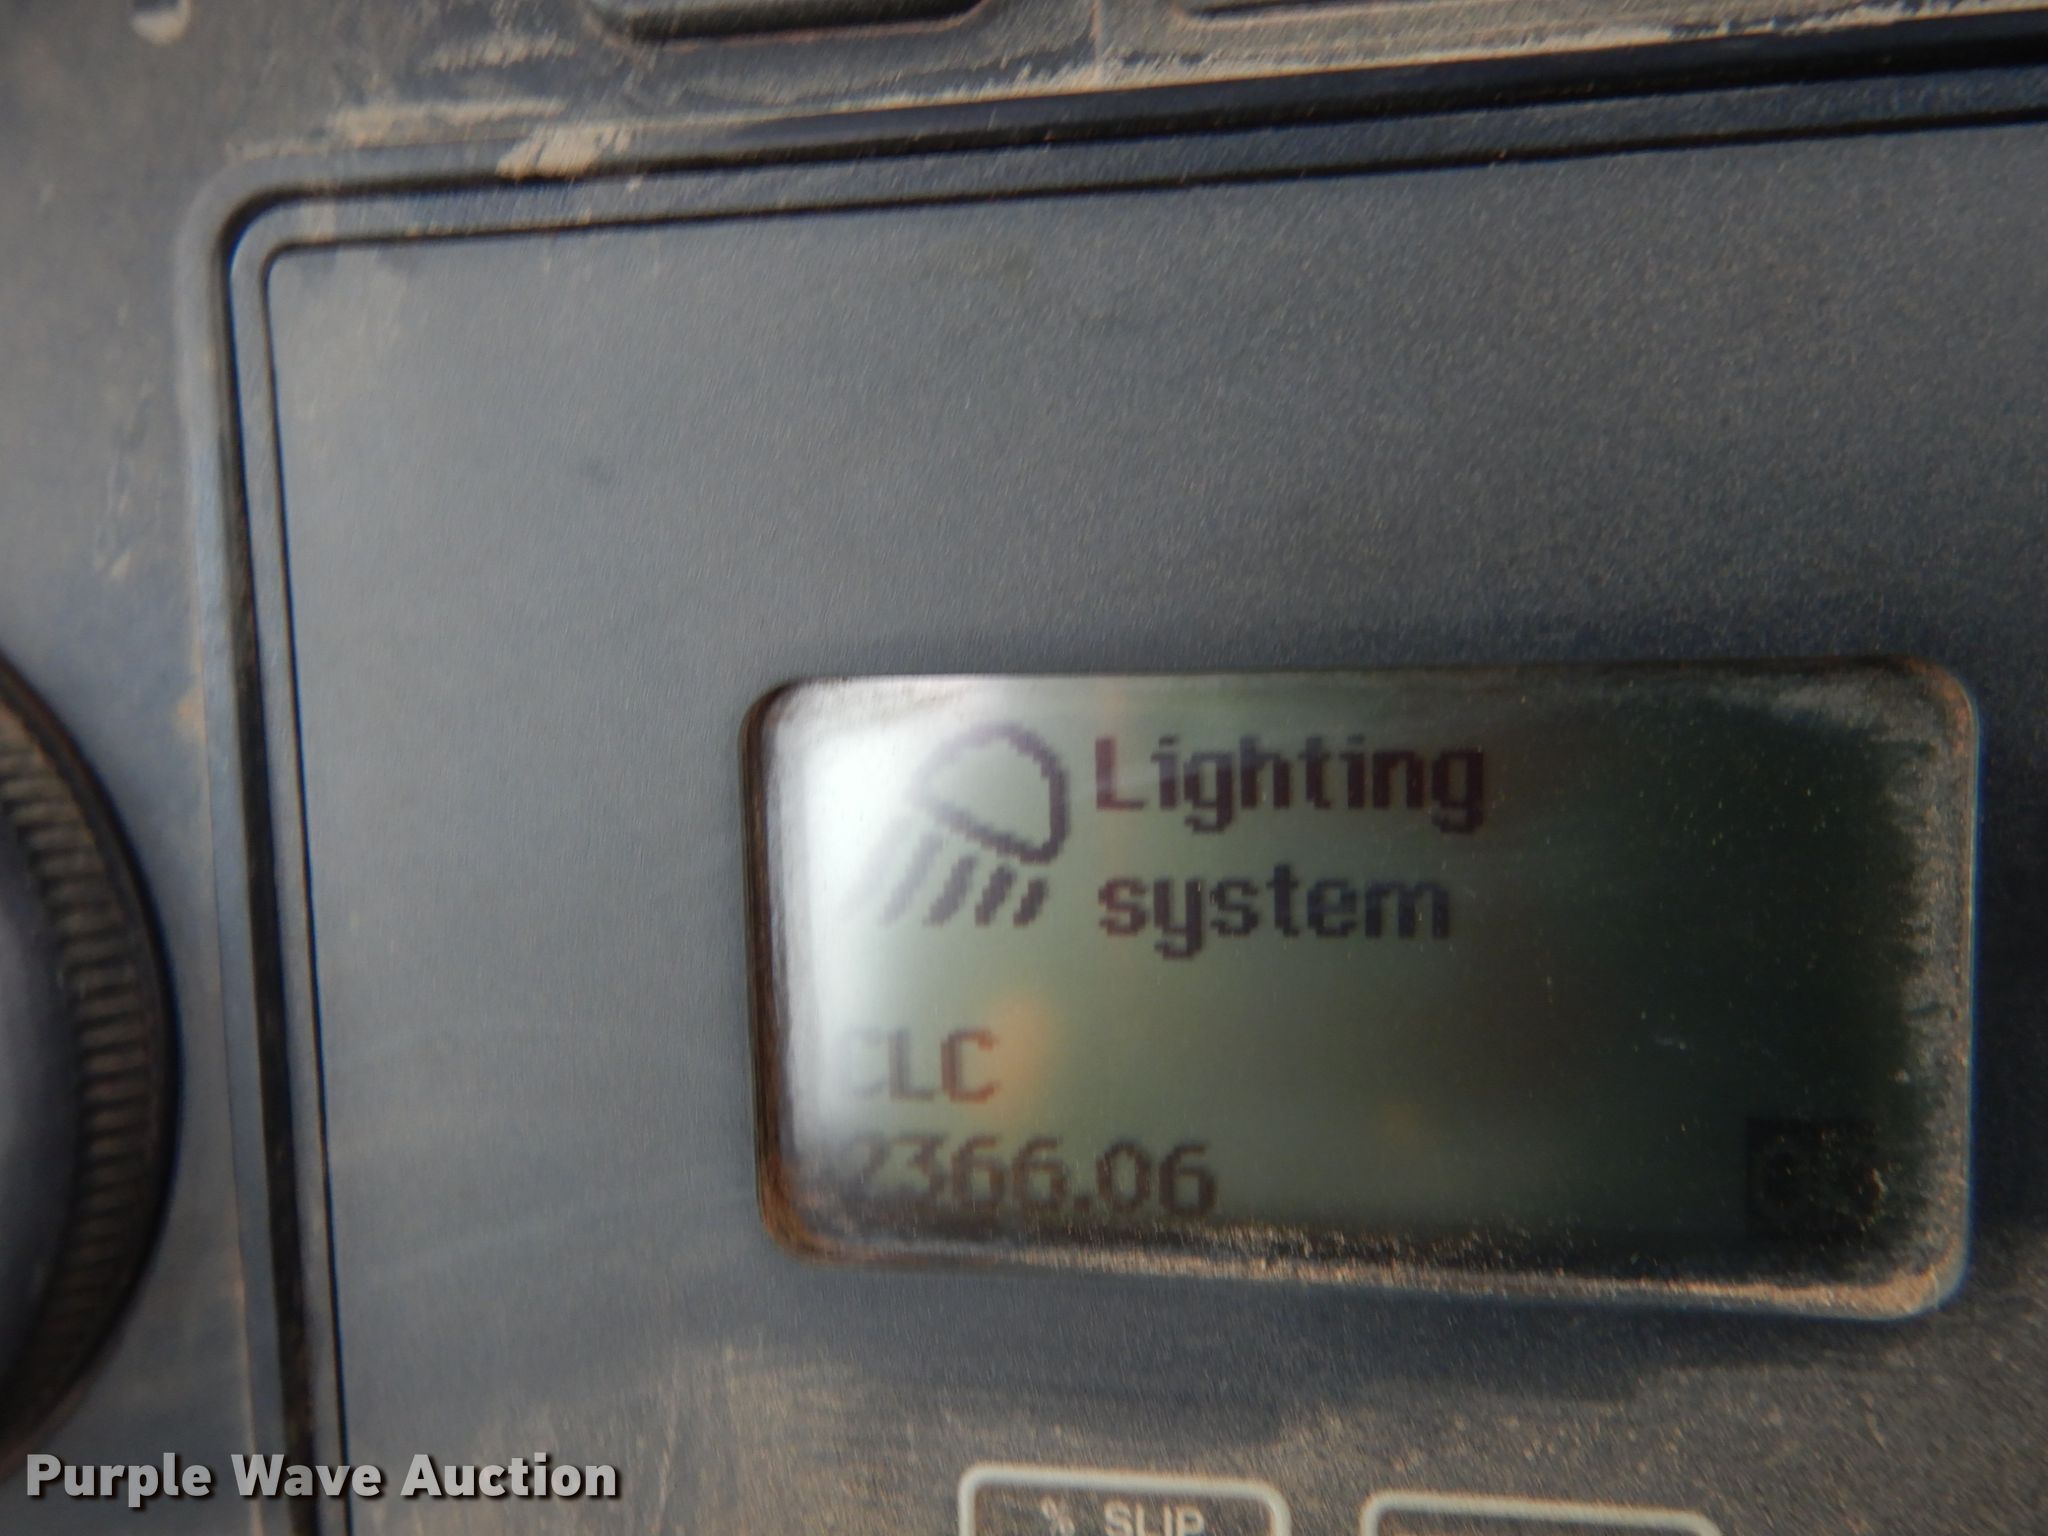 Lighting
system
CLC
2366.06
% SLIP
Purple Wave Auction